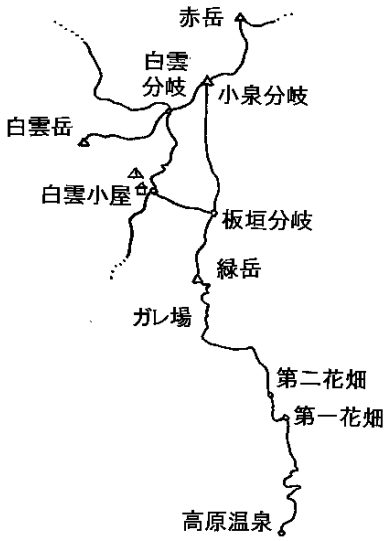 赤岳
白雲
分岐
小泉分岐
白雲岳
白雲小屋
板垣分岐
緑岳
ガレ場
第二花畑
第一花畑
高原温泉